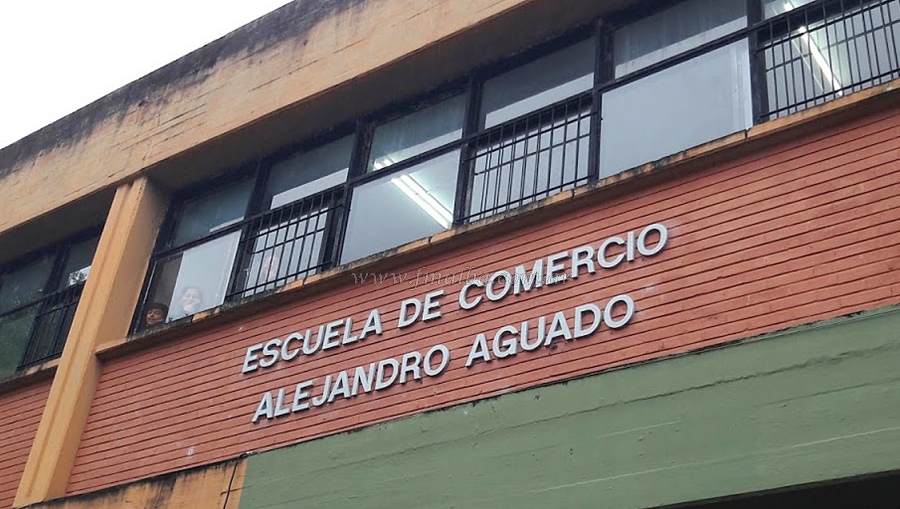 ESCUELA DE COMERCIO
ALEJANDRO AGUADO